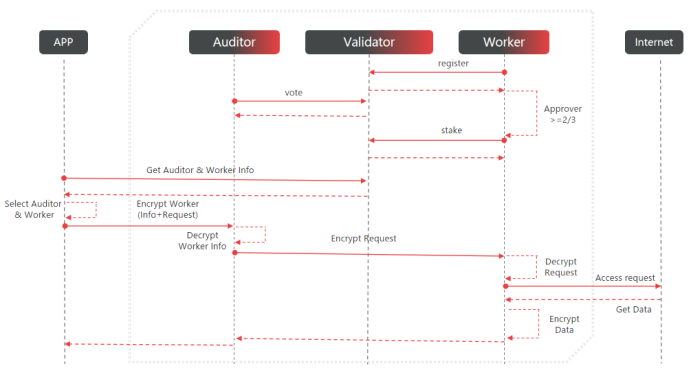 APP
Auditor
Validator
Worker
Internet
register
vote
Approver
>=2/3
stake
Get Auditor & Worker Info
Select Auditor
& Worker
Encrypt Worker
(Info+Request)
Decrypt
Worker Info
Encrypt Request
Decrypt
Request
Access request
Get Data
Encrypt
Data